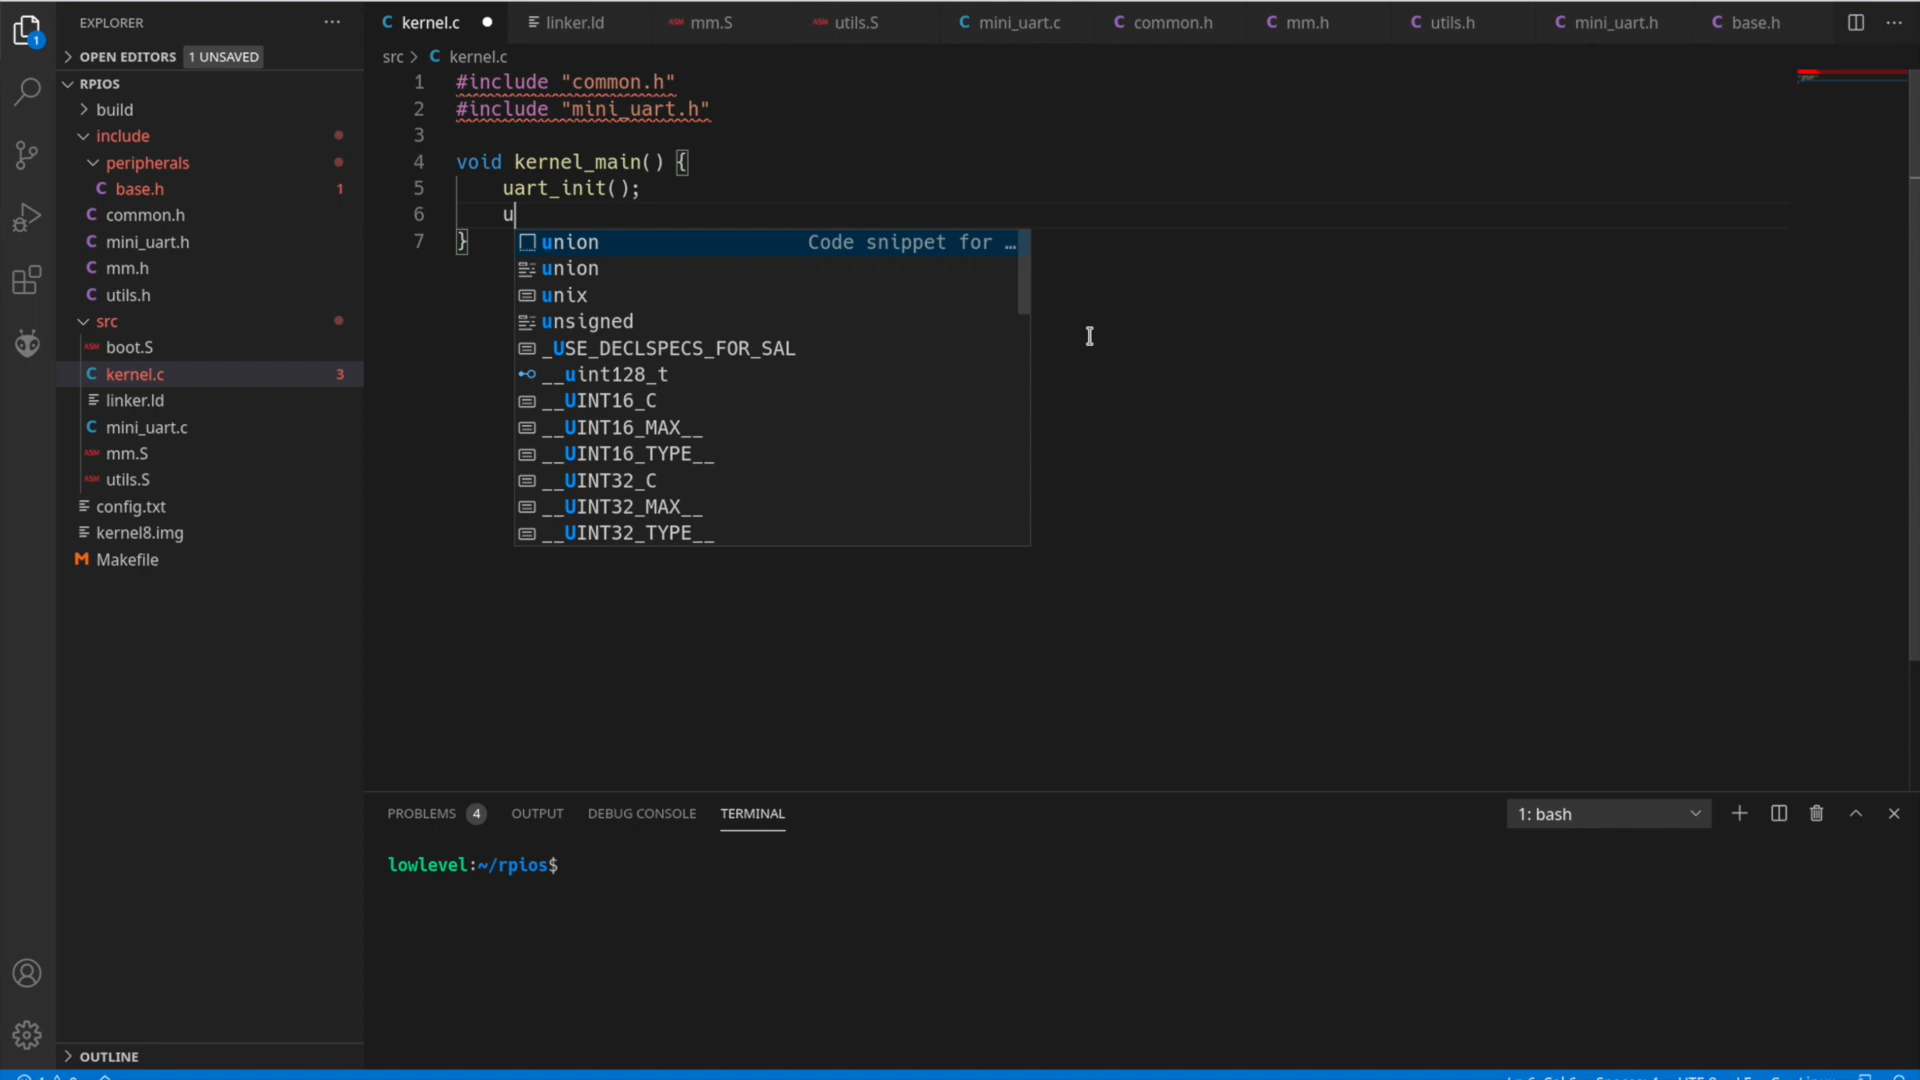 EXPLORER
OPEN EDITORS 1 UNSAVED
RPIOS
build
include
peripherals
base.h 1
common.h
mini_uart.h
mm.h
utils.h
src
boot.S
kernel.c 3
linker.ld
mini_uart.c
mm.S
utils.S
config.txt
kernel8.img
Makefile
OUTLINE
1
kernel.c
linker.ld
mm.S
utils.S
mini_uart.c
common.h
mm.h
utils.h
mini_uart.h
base.h
src > kernel.c
1 #include "common.h"
2 #include "mini_uart.h"
3
4 void kernel_main() {
5 uart_init();
6 u
7 }
union Code snippet for …
union
unix
unsigned
_USE_DECLSPECS_FOR_SAL
__uint128_t
__UINT16_C
__UINT16_MAX__
__UINT16_TYPE__
__UINT32_C
__UINT32_MAX__
__UINT32_TYPE__
PROBLEMS 4 OUTPUT DEBUG CONSOLE TERMINAL
1: bash
lowlevel:~/rpios$